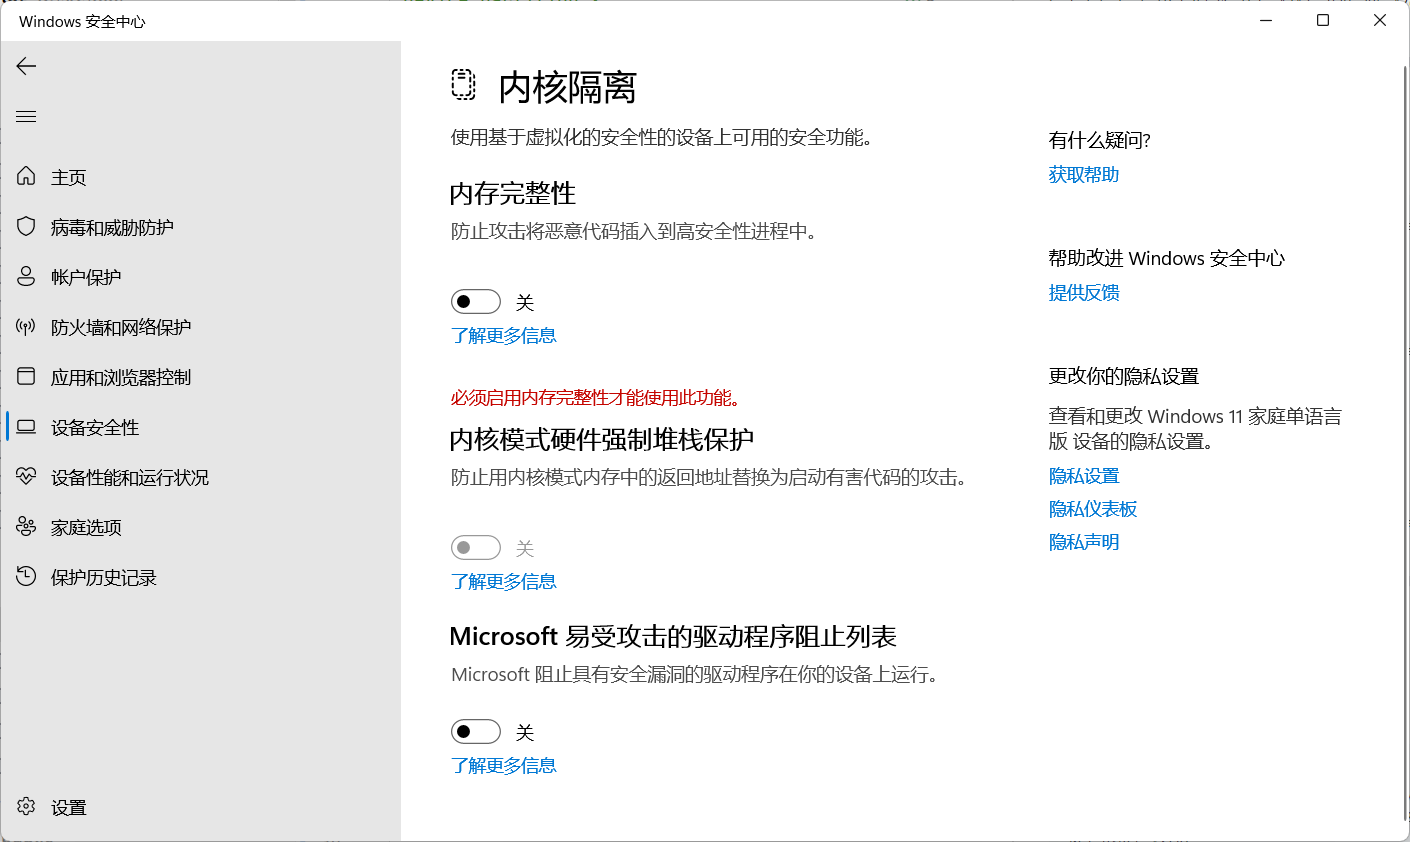 Windows 安全中心
主页
病毒和威胁防护
帐户保护
防火墙和网络保护
应用和浏览器控制
设备安全性
设备性能和运行状况
家庭选项
保护历史记录
设置
内核隔离
使用基于虚拟化的安全性的设备上可用的安全功能。
内存完整性
防止攻击将恶意代码插入到高安全性进程中。
关
了解更多信息
必须启用内存完整性才能使用此功能。
内核模式硬件强制堆栈保护
防止用内核模式内存中的返回地址替换为启动有害代码的攻击。
关
了解更多信息
Microsoft 易受攻击的驱动程序阻止列表
Microsoft 阻止具有安全漏洞的驱动程序在你的设备上运行。
关
了解更多信息
有什么疑问?
获取帮助
帮助改进 Windows 安全中心
提供反馈
更改你的隐私设置
查看和更改 Windows 11 家庭单语言
版 设备的隐私设置。
隐私设置
隐私仪表板
隐私声明